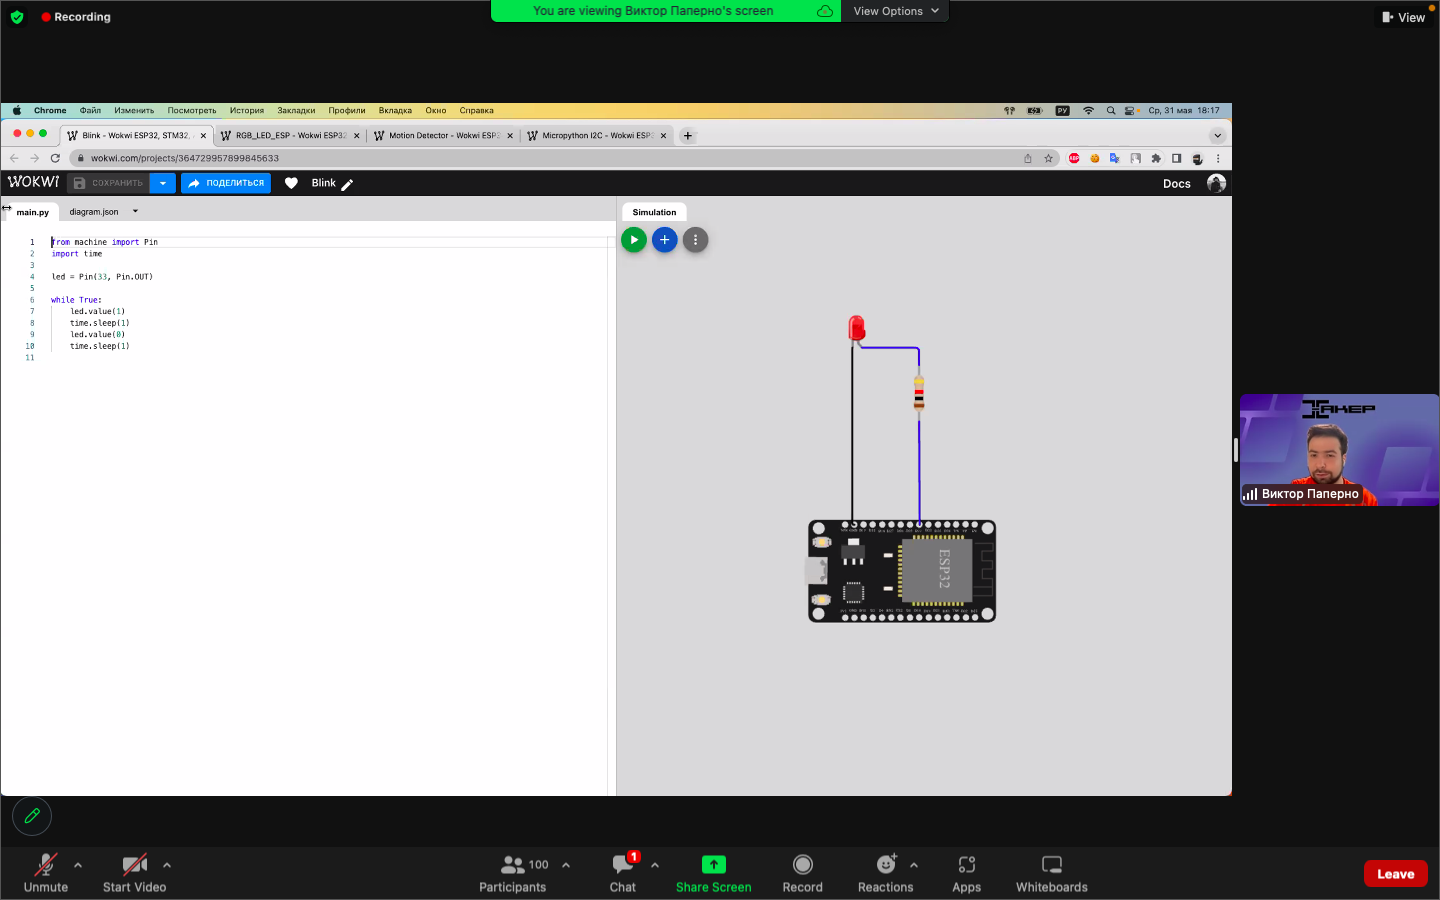 Recording
You are viewing Виктор Паперно's screen
View Options
View
Chrome Файл Изменить Посмотреть История Закладки Профили Вкладка Окно Справка
РУ
Ср, 31 мая 18:17
Blink - Wokwi ESP32, STM32,
RGB_LED_ESP - Wokwi ESP32
Motion Detector - Wokwi ESP3
Micropython I2C - Wokwi ESP3
wokwi.com/projects/364729957899845633
ABP
WOKWI
СОХРАНИТЬ
ПОДЕЛИТЬСЯ
Blink
Docs
main.py
diagram.json
Simulation
1 from machine import Pin
2 import time
3
4 led = Pin(33, Pin.OUT)
5
6 while True:
7 led.value(1)
8 time.sleep(1)
9 led.value(0)
10 time.sleep(1)
11
ESP32
ХАКЕР
Виктор Паперно
Unmute
Start Video
Participants
100
Chat
1
Share Screen
Record
Reactions
Apps
Whiteboards
Leave